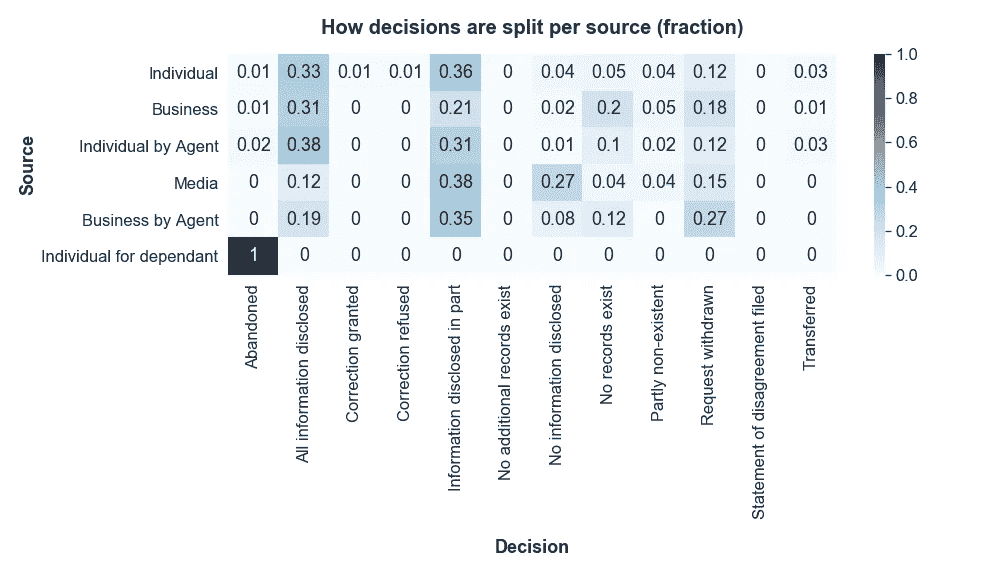 How decisions are split per source (fraction)
Source
Individual 0.01 0.33 0.01 0.01 0.36 0 0.04 0.05 0.04 0.12 0 0.03
Business 0.01 0.31 0 0 0.21 0 0.02 0.2 0.05 0.18 0 0.01
Individual by Agent 0.02 0.38 0 0 0.31 0 0.01 0.1 0.02 0.12 0 0.03
Media 0 0.12 0 0 0.38 0 0.27 0.04 0.04 0.15 0 0
Business by Agent 0 0.19 0 0 0.35 0 0.08 0.12 0 0.27 0 0
Individual for dependant 1 0 0 0 0 0 0 0 0 0 0 0
Abandoned
All information disclosed
Correction granted
Correction refused
Information disclosed in part
No additional records exist
No information disclosed
No records exist
Partly non-existent
Request withdrawn
Statement of disagreement filed
Transferred
Decision
1.0
0.8
0.6
0.4
0.2
0.0